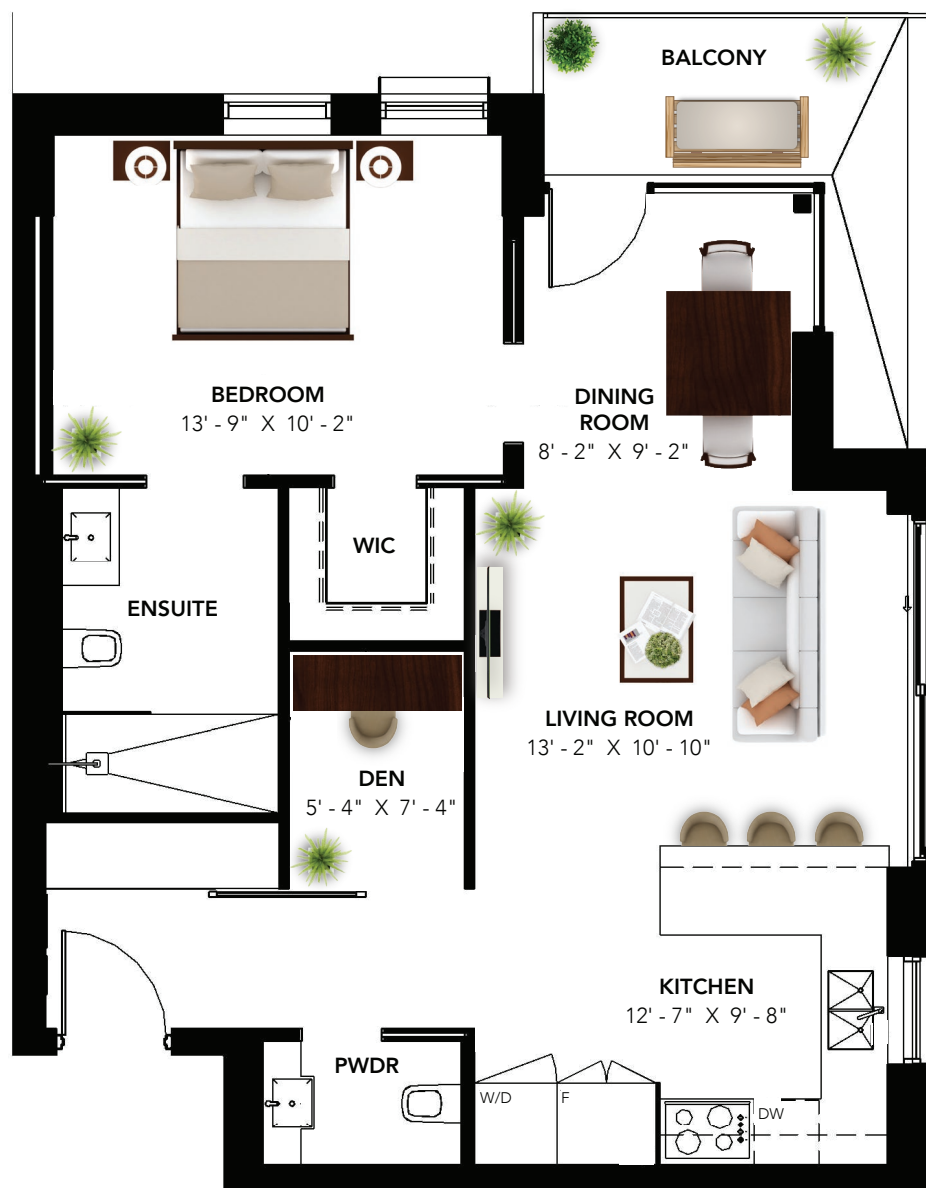 BALCONY
BEDROOM
13' - 9" X 10' - 2"
DINING
ROOM
8' - 2" X 9' - 2"
WIC
ENSUITE
LIVING ROOM
13' - 2" X 10' - 10"
DEN
5' - 4" X 7' - 4"
KITCHEN
12' - 7" X 9' - 8"
PWDR
W/D
F
DW